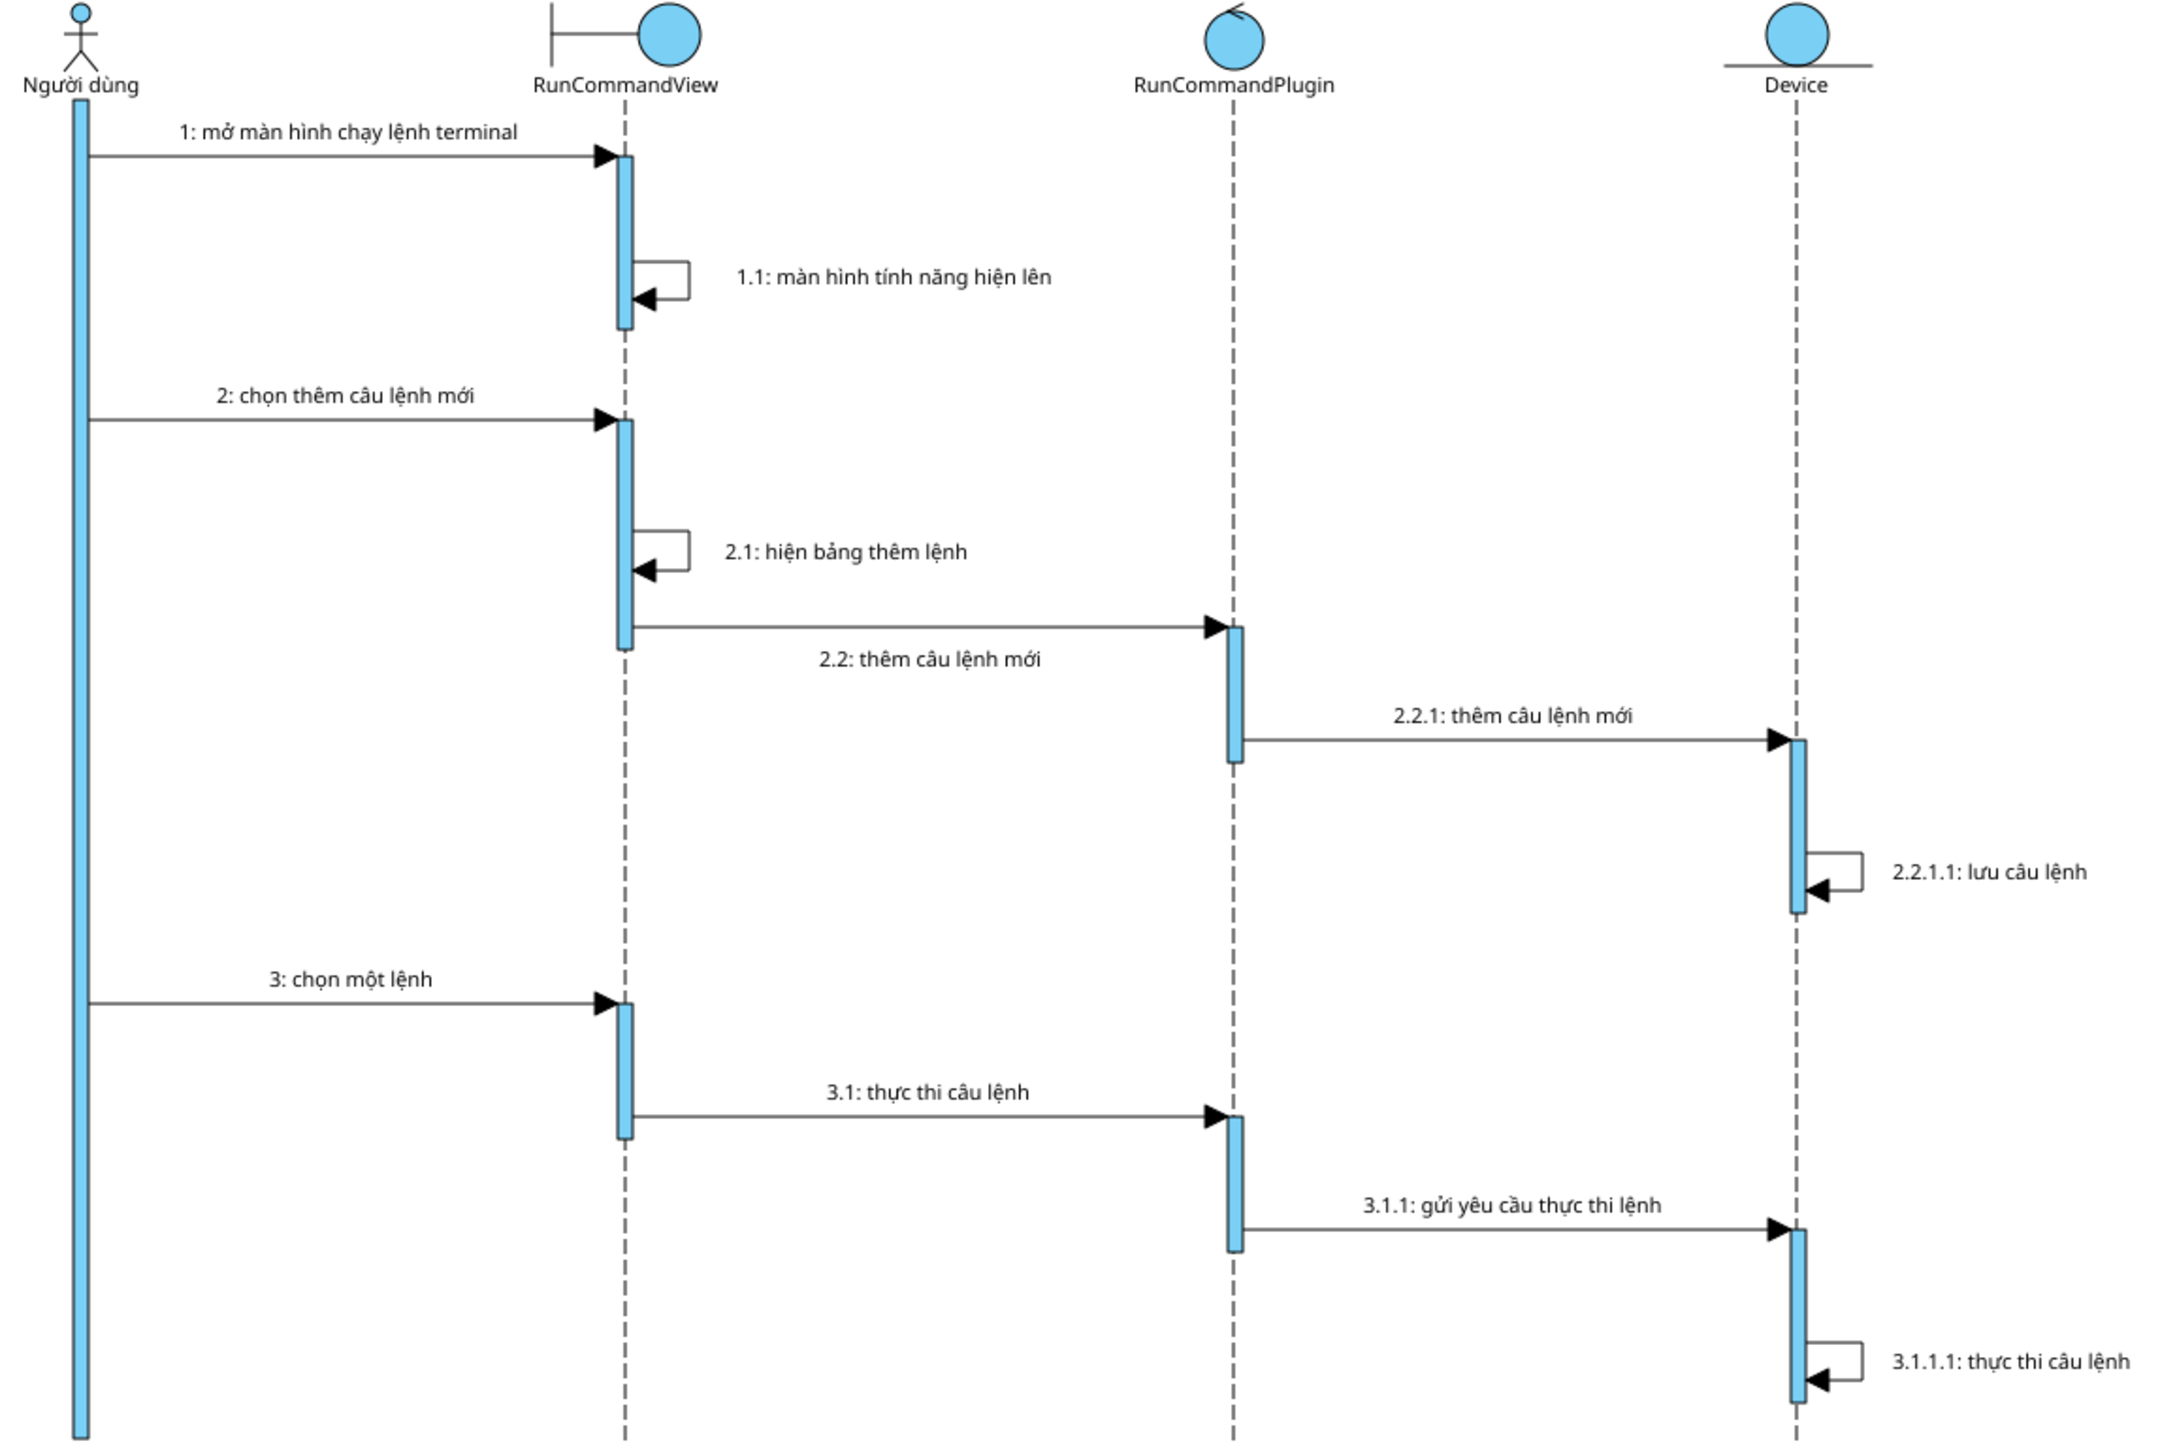 Người dùng
RunCommandView
RunCommandPlugin
Device
1: mở màn hình chạy lệnh terminal
1.1: màn hình tính năng hiện lên
2: chọn thêm câu lệnh mới
2.1: hiện bảng thêm lệnh
2.2: thêm câu lệnh mới
2.2.1: thêm câu lệnh mới
2.2.1.1: lưu câu lệnh
3: chọn một lệnh
3.1: thực thi câu lệnh
3.1.1: gửi yêu cầu thực thi lệnh
3.1.1.1: thực thi câu lệnh